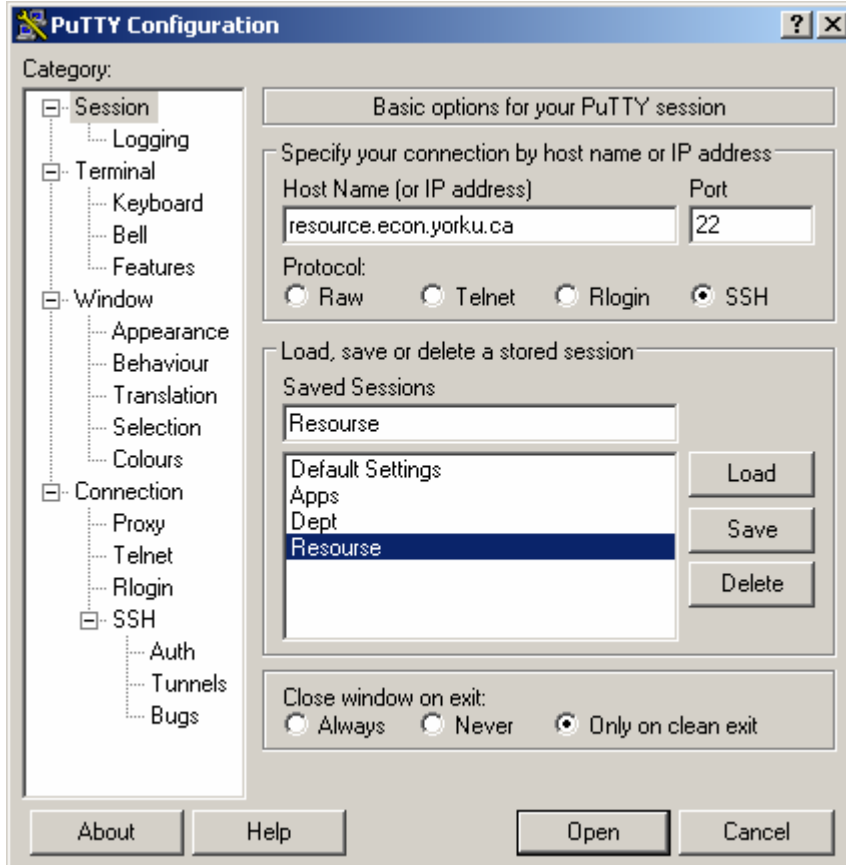 PuTTY Configuration
Category:
Session
Logging
Terminal
Keyboard
Bell
Features
Window
Appearance
Behaviour
Translation
Selection
Colours
Connection
Proxy
Telnet
Rlogin
SSH
Auth
Tunnels
Bugs
Basic options for your PuTTY session
Specify your connection by host name or IP address
Host Name (or IP address) Port
resource.econ.yorku.ca 22
Protocol:
Raw Telnet Rlogin SSH
Load, save or delete a stored session
Saved Sessions
Resourse
Default Settings
Apps
Dept
Resourse
Load
Save
Delete
Close window on exit:
Always Never Only on clean exit
About Help Open Cancel